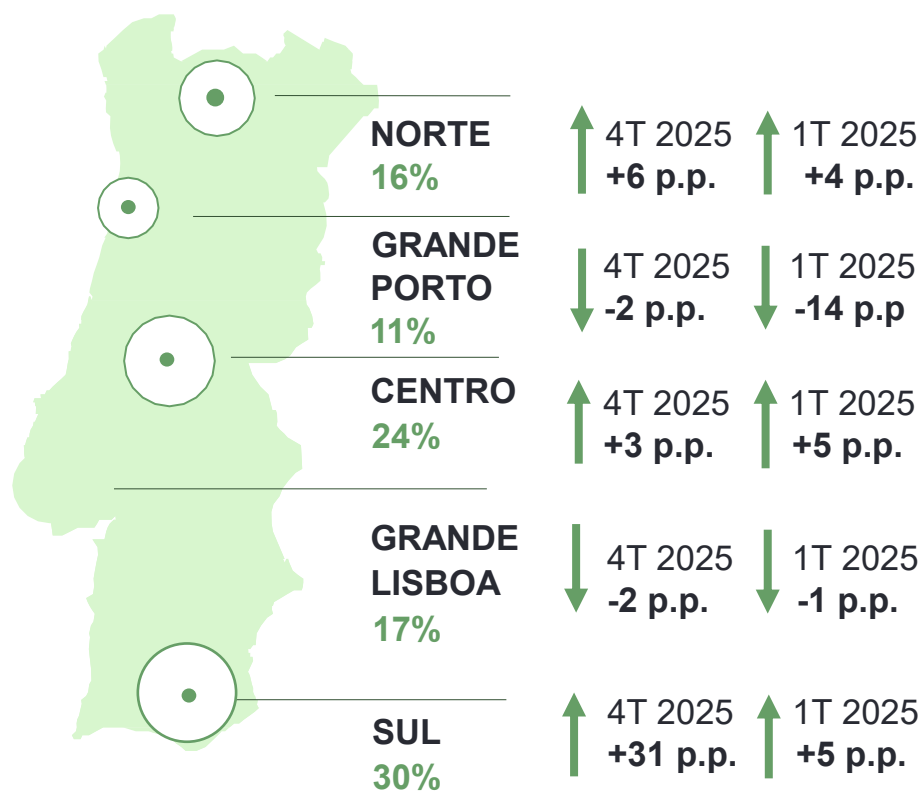 NORTE
16%
4T 2025
+6 p.p.
1T 2025
+4 p.p.
GRANDE
PORTO
11%
4T 2025
-2 p.p.
1T 2025
-14 p.p
CENTRO
24%
4T 2025
+3 p.p.
1T 2025
+5 p.p.
GRANDE
LISBOA
17%
4T 2025
-2 p.p.
1T 2025
-1 p.p.
SUL
30%
4T 2025
+31 p.p.
1T 2025
+5 p.p.